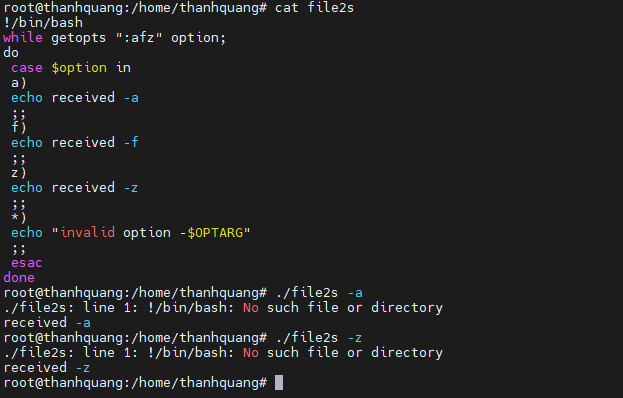 root@thanhquang:/home/thanhquang# cat file2s
!/bin/bash
while getopts ":afz" option;
do
 case $option in
 a)
 echo received -a
 ;;
 f)
 echo received -f
 ;;
 z)
 echo received -z
 ;;
 *)
 echo "invalid option -$OPTARG"
 ;;
 esac
done
root@thanhquang:/home/thanhquang# ./file2s -a
./file2s: line 1: !/bin/bash: No such file or directory
received -a
root@thanhquang:/home/thanhquang# ./file2s -z
./file2s: line 1: !/bin/bash: No such file or directory
received -z
root@thanhquang:/home/thanhquang#